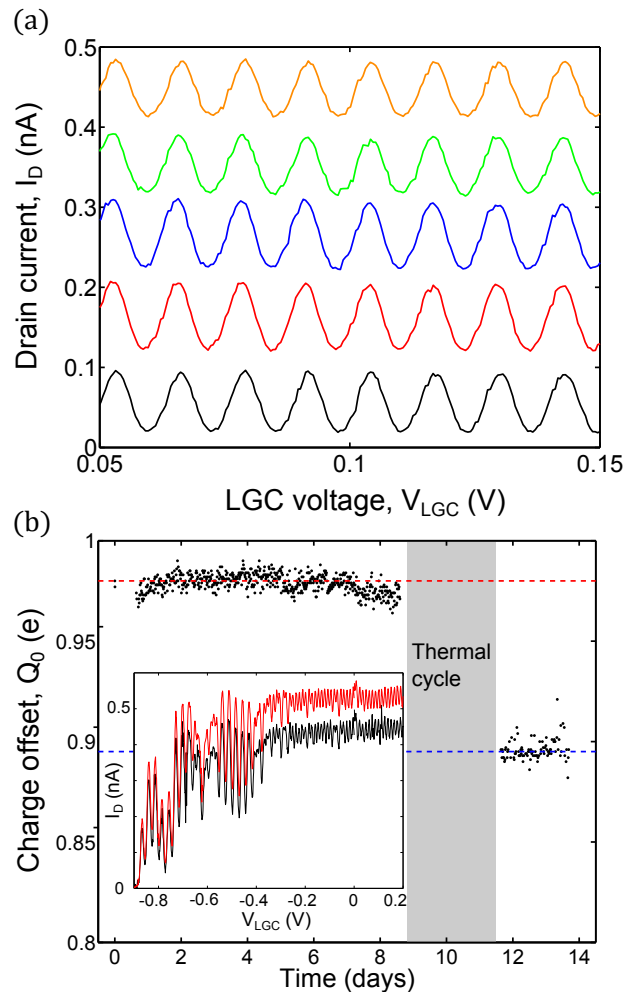 (a)
0.5
0.4
0.3
0.2
0.1
0
Drain current, I_D (nA)
0.05 0.1 0.15
LGC voltage, V_LGC (V)
(b)
1
0.95
0.9
0.85
0.8
Charge offset, Q_0 (e)
Thermal
cycle
0.5
0
I_D (nA)
-0.8 -0.6 -0.4 -0.2 0 0.2
V_LGC (V)
0 2 4 6 8 10 12 14
Time (days)